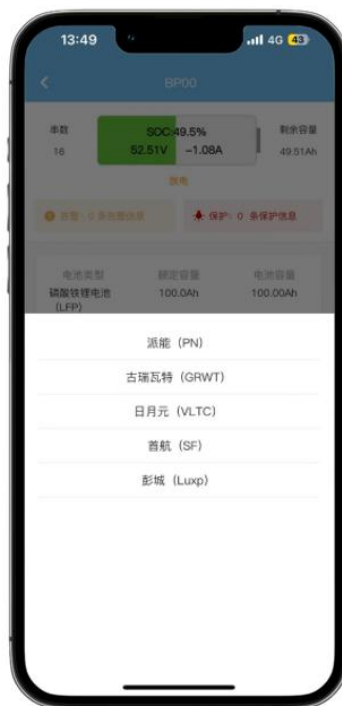 13:49
4G 43
BP00
串数
SOC:49.5%
剩余容量
16
52.51V -1.08A
49.51Ah
放电
告警:0 条告警信息
保护:0 条保护信息
电池类型
额定容量
电池容量
磷酸铁锂电池
100.0Ah
100.00Ah
(LFP)
派能(PN)
古瑞瓦特(GRWT)
日月元(VLTC)
首航(SF)
彭城(Luxp)